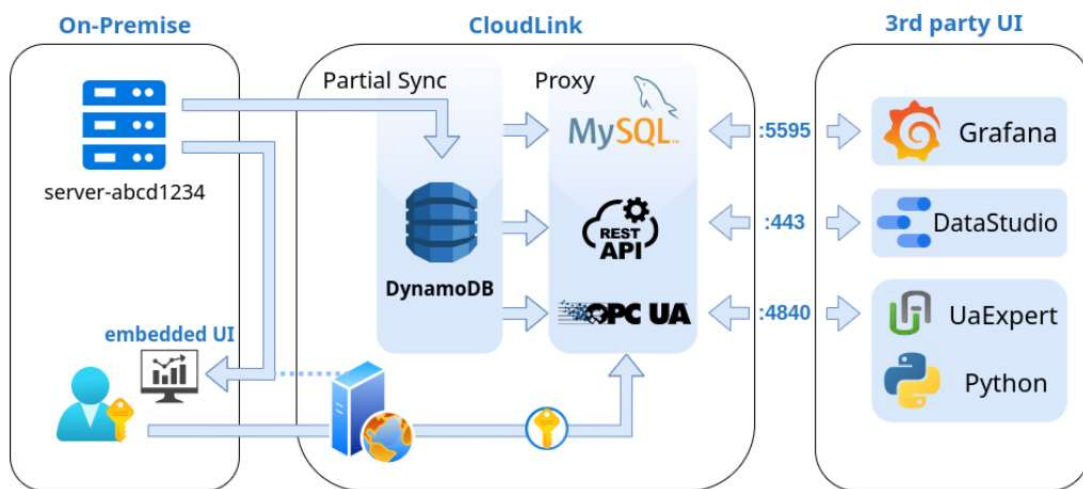 On-Premise
CloudLink
3rd party UI
Partial Sync
Proxy
MySQL
:5595
Grafana
server-abcd1234
REST
API
:443
DataStudio
DynamoDB
OPC UA
:4840
UaExpert
embedded UI
Python